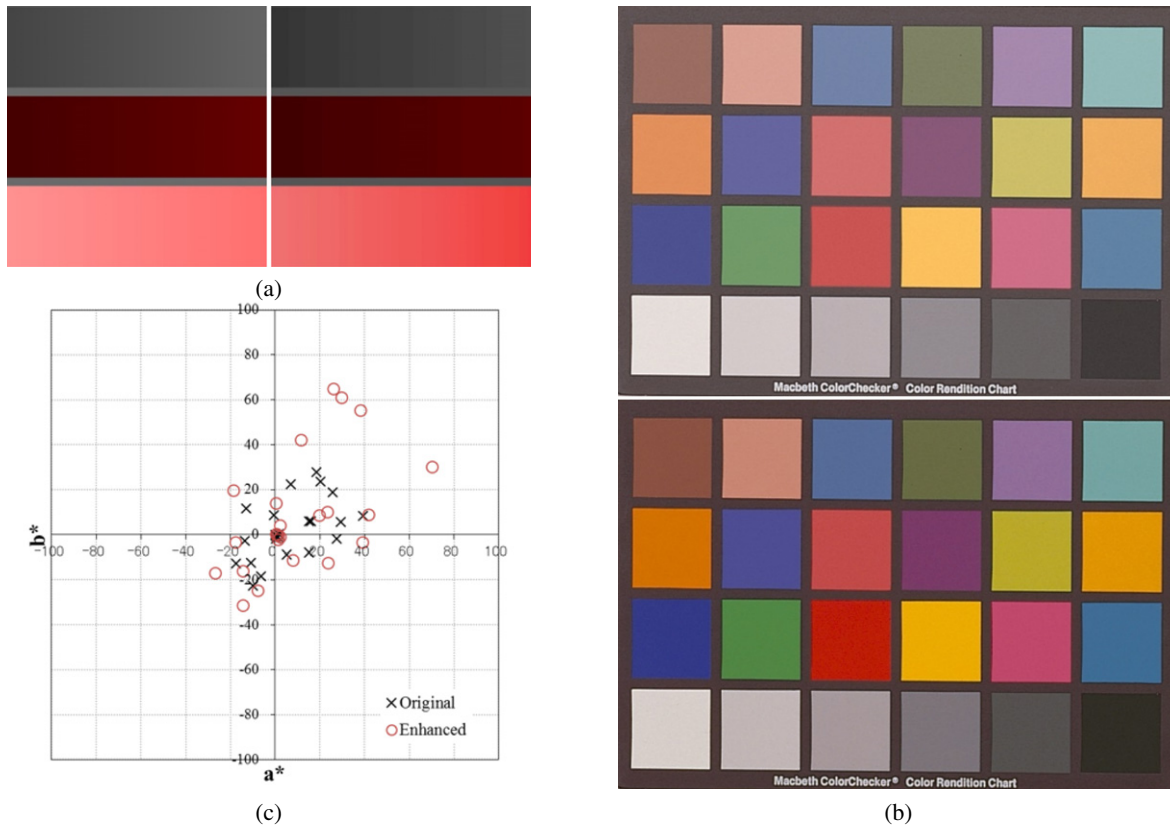 (a)
100
80
60
40
20
0
-20
-40
-60
-80
-100
-100 -80 -60 -40 -20 0 20 40 60 80 100
b*
a*
× Original
○ Enhanced
(c)
Macbeth ColorChecker® Color Rendition Chart
Macbeth ColorChecker® Color Rendition Chart
(b)